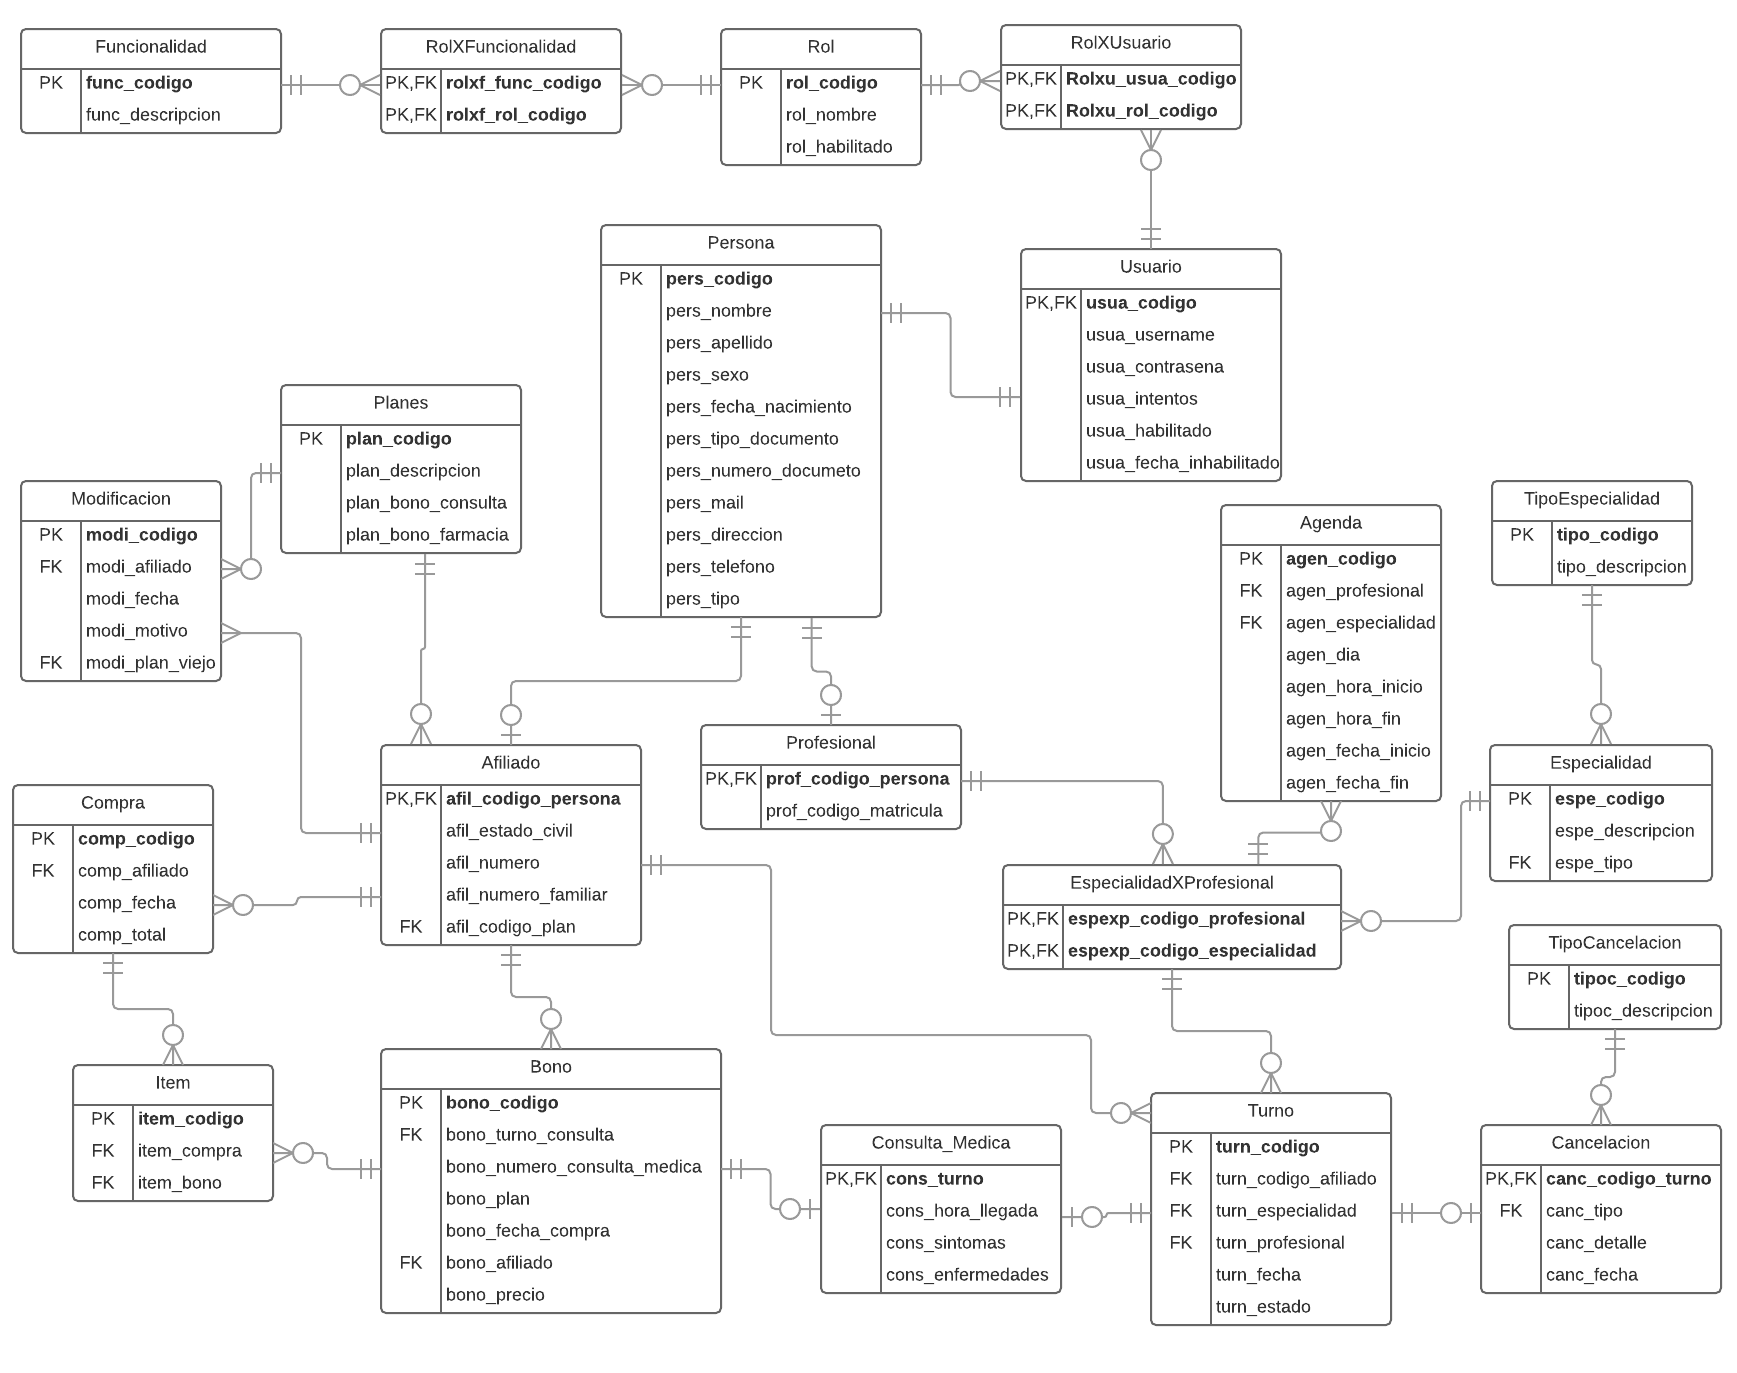 Funcionalidad
PK func_codigo
func_descripcion
RolXFuncionalidad
PK,FK rolxf_func_codigo
PK,FK rolxf_rol_codigo
Rol
PK rol_codigo
rol_nombre
rol_habilitado
RolXUsuario
PK,FK Rolxu_usua_codigo
PK,FK Rolxu_rol_codigo
Persona
PK pers_codigo
pers_nombre
pers_apellido
pers_sexo
pers_fecha_nacimiento
pers_tipo_documento
pers_numero_documeto
pers_mail
pers_direccion
pers_telefono
pers_tipo
Usuario
PK,FK usua_codigo
usua_username
usua_contrasena
usua_intentos
usua_habilitado
usua_fecha_inhabilitado
Planes
PK plan_codigo
plan_descripcion
plan_bono_consulta
plan_bono_farmacia
Modificacion
PK modi_codigo
FK modi_afiliado
modi_fecha
modi_motivo
FK modi_plan_viejo
Agenda
PK agen_codigo
FK agen_profesional
FK agen_especialidad
agen_dia
agen_hora_inicio
agen_hora_fin
agen_fecha_inicio
agen_fecha_fin
TipoEspecialidad
PK tipo_codigo
tipo_descripcion
Profesional
PK,FK prof_codigo_persona
prof_codigo_matricula
Afiliado
PK,FK afil_codigo_persona
afil_estado_civil
afil_numero
afil_numero_familiar
FK afil_codigo_plan
Especialidad
PK espe_codigo
espe_descripcion
FK espe_tipo
Compra
PK comp_codigo
FK comp_afiliado
comp_fecha
comp_total
EspecialidadXProfesional
PK,FK espexp_codigo_profesional
PK,FK espexp_codigo_especialidad
TipoCancelacion
PK tipoc_codigo
tipoc_descripcion
Item
PK item_codigo
FK item_compra
FK item_bono
Bono
PK bono_codigo
FK bono_turno_consulta
bono_numero_consulta_medica
bono_plan
bono_fecha_compra
FK bono_afiliado
bono_precio
Consulta_Medica
PK,FK cons_turno
cons_hora_llegada
cons_sintomas
cons_enfermedades
Turno
PK turn_codigo
FK turn_codigo_afiliado
FK turn_especialidad
FK turn_profesional
turn_fecha
turn_estado
Cancelacion
PK,FK canc_codigo_turno
FK canc_tipo
canc_detalle
canc_fecha